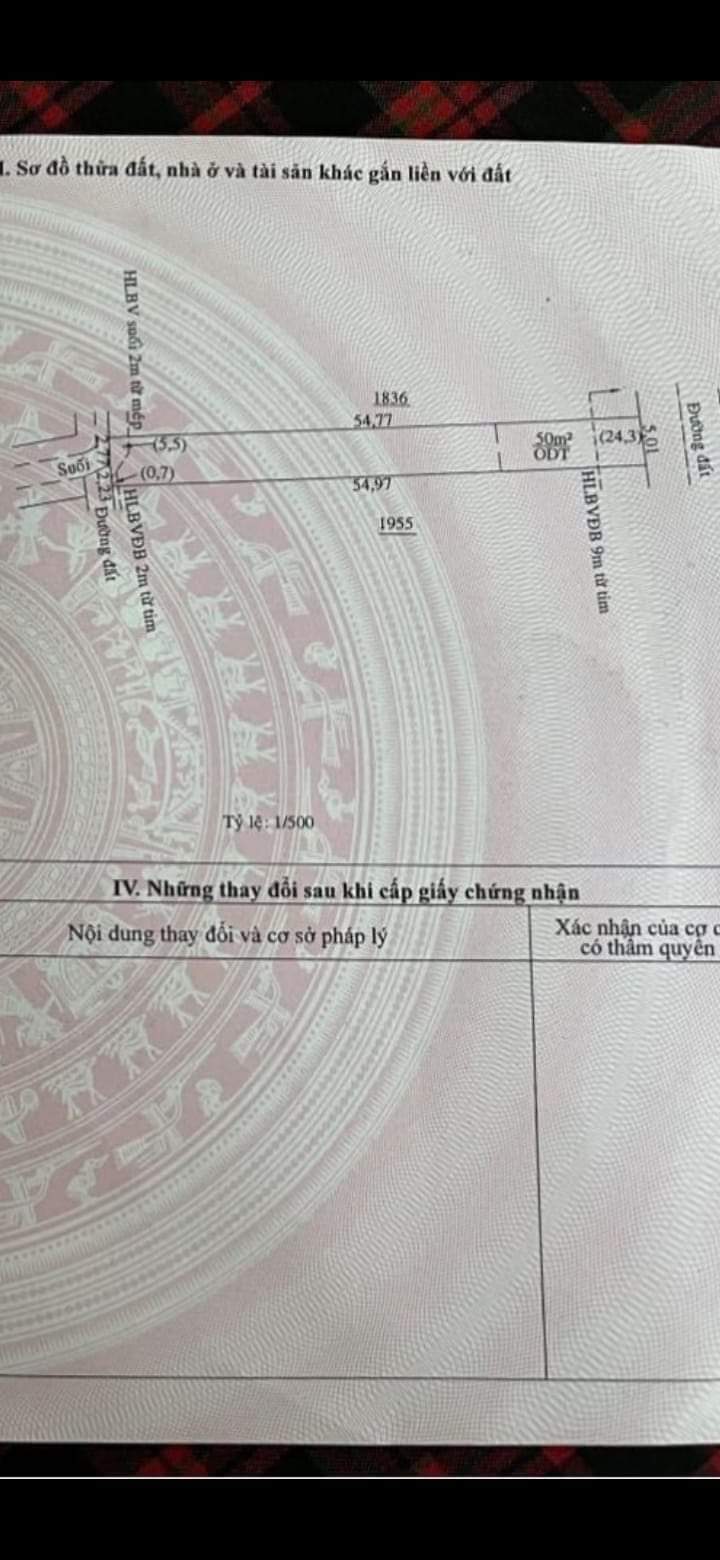 I. Sơ đồ thửa đất, nhà ở và tài sản khác gắn liền với đất
HLBV suối 2m từ mép
1836
54,77
Đường đất
5,01
(5,5)
50m²
ODT
(24,3)
Suối
(0,7)
2,77
2,23
Đường đất
HLBVĐB 2m từ tim
54,97
1955
HLBVĐB 9m từ tim
Tỷ lệ: 1/500
IV. Những thay đổi sau khi cấp giấy chứng nhận
Nội dung thay đổi và cơ sở pháp lý
Xác nhận của cơ
có thẩm quyền